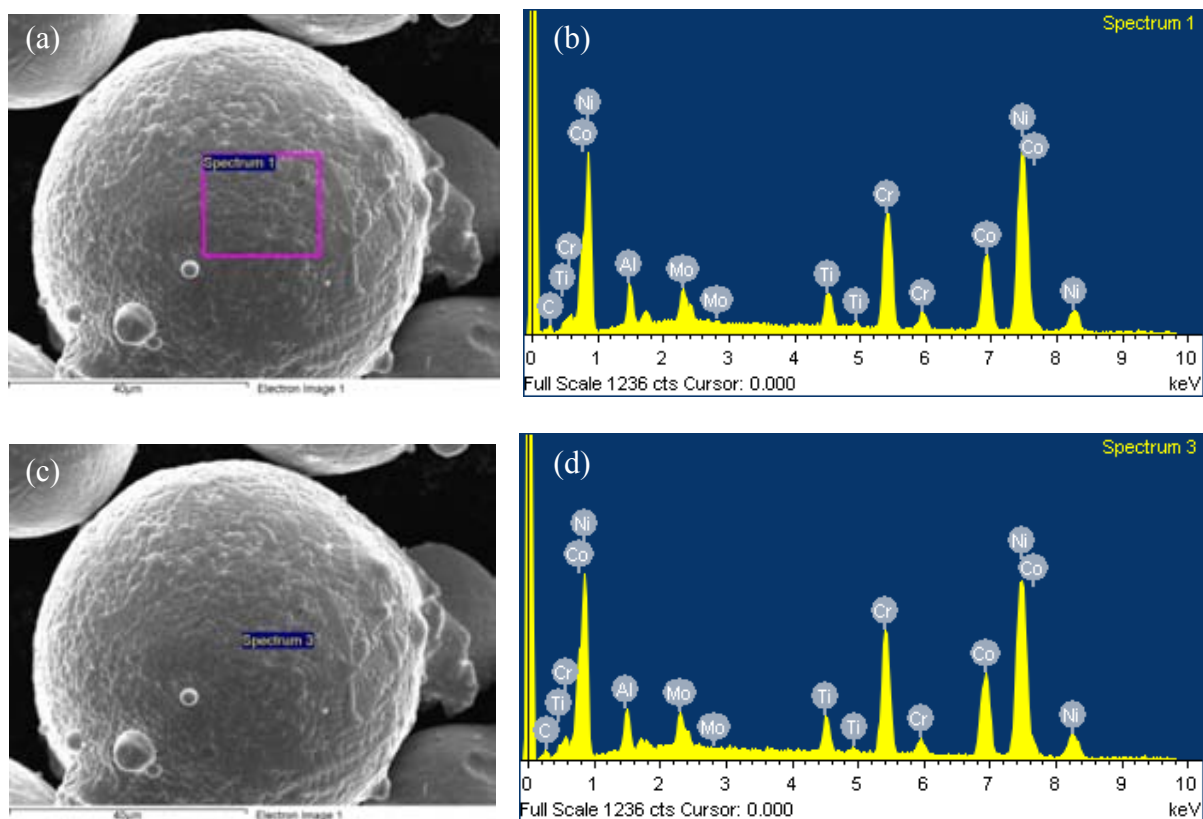 (a)
Spectrum 1
40µm Electron Image 1
(b)
Spectrum 1
Ni
Co
Cr
Ti
C
Al
Mo
Mo
Ti
Ti
Cr
Cr
Co
Ni
Co
Ni
0 1 2 3 4 5 6 7 8 9 10
Full Scale 1236 cts Cursor: 0.000 keV
(c)
Spectrum 3
40µm Electron Image 1
(d)
Spectrum 3
Ni
Co
Cr
Ti
C
Al
Mo
Mo
Ti
Ti
Cr
Cr
Co
Ni
Co
Ni
0 1 2 3 4 5 6 7 8 9 10
Full Scale 1236 cts Cursor: 0.000 keV